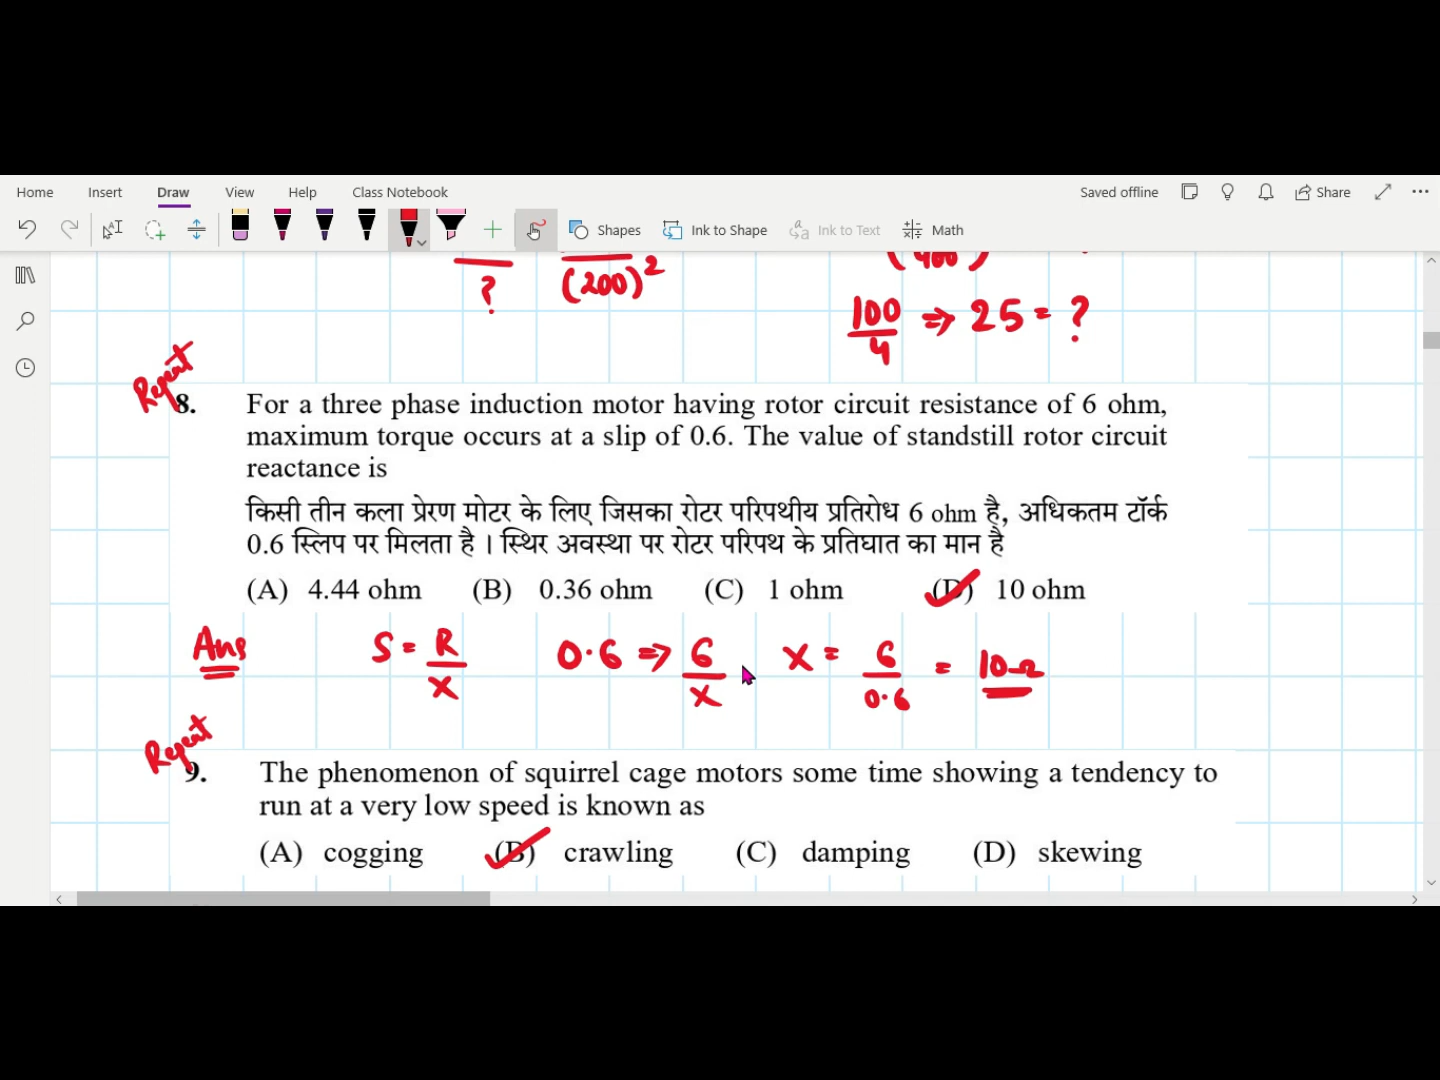 Home Insert Draw View Help Class Notebook Saved offline Share
Shapes Ink to Shape Ink to Text Math
? (200)² (400)
100/4 ⇒ 25 = ?
Repeat
8. For a three phase induction motor having rotor circuit resistance of 6 ohm,
maximum torque occurs at a slip of 0.6. The value of standstill rotor circuit
reactance is
किसी तीन कला प्रेरण मोटर के लिए जिसका रोटर परिपथीय प्रतिरोध 6 ohm है, अधिकतम टॉर्क
0.6 स्लिप पर मिलता है । स्थिर अवस्था पर रोटर परिपथ के प्रतिघात का मान है
(A) 4.44 ohm (B) 0.36 ohm (C) 1 ohm (D) 10 ohm
Ans S = R/X 0.6 ⇒ 6/X X = 6/0.6 = 10Ω
Repeat
9. The phenomenon of squirrel cage motors some time showing a tendency to
run at a very low speed is known as
(A) cogging (B) crawling (C) damping (D) skewing